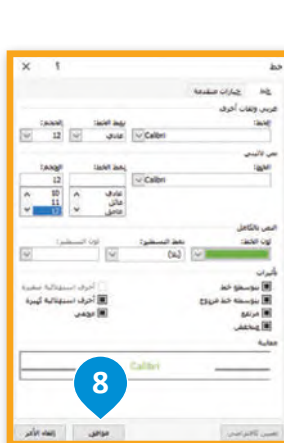 خط
خط خيارات متقدمة
عربي ولغات أخرى
الخط: نمط الخط: الحجم:
Calibri عادي 12
نص لاتيني
الخط: نمط الخط: الحجم:
Calibri 12
عادي 10
مائل 11
غامق 12
النص بالكامل
لون الخط: نمط التسطير: لون التسطير:
(بلا)
تأثيرات
يتوسطه خط أحرف استهلالية صغيرة
يتوسطه خط مزدوج أحرف استهلالية كبيرة
مرتفع مخفي
منخفض
معاينة
Calibri
8
تعيين كافتراضي موافق إلغاء الأمر